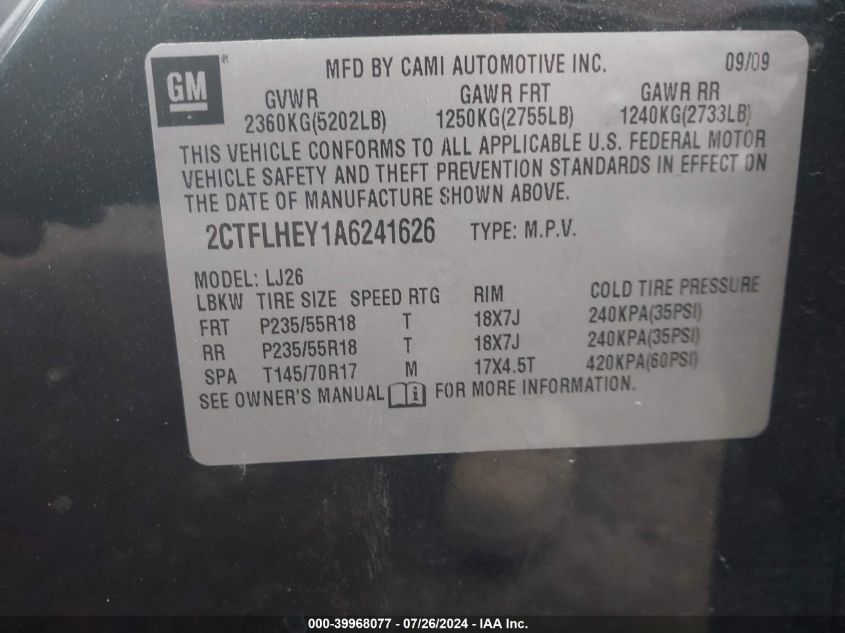 GM®
MFD BY CAMI AUTOMOTIVE INC. 09/09
GVWR GAWR FRT GAWR RR
2360KG(5202LB) 1250KG(2755LB) 1240KG(2733LB)
THIS VEHICLE CONFORMS TO ALL APPLICABLE U.S. FEDERAL MOTOR
VEHICLE SAFETY AND THEFT PREVENTION STANDARDS IN EFFECT ON
THE DATE OF MANUFACTURE SHOWN ABOVE.
2CTFLHEY1A6241626 TYPE: M.P.V.
MODEL: LJ26
LBKW TIRE SIZE SPEED RTG RIM COLD TIRE PRESSURE
FRT P235/55R18 T 18X7J 240KPA(35PSI)
RR P235/55R18 T 18X7J 240KPA(35PSI)
SPA T145/70R17 M 17X4.5T 420KPA(60PSI)
SEE OWNER'S MANUAL i FOR MORE INFORMATION.
000-39968077 - 07/26/2024 - IAA Inc.